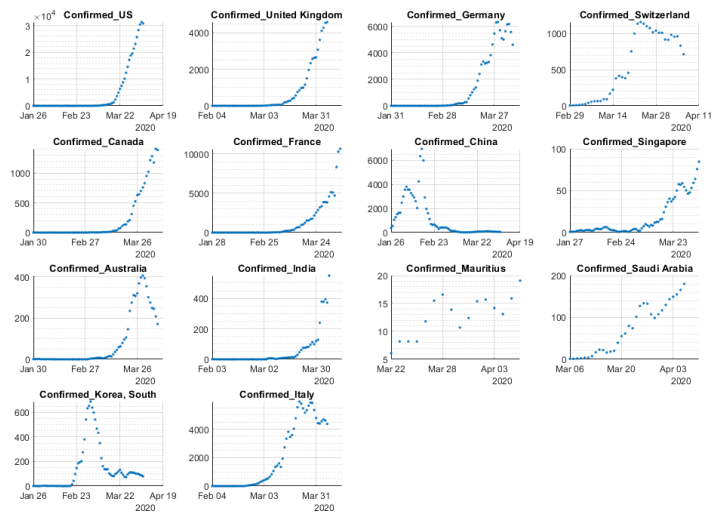 Confirmed_US
×10⁴
3
2
1
0
Jan 26 Feb 23 Mar 22 Apr 19
2020
Confirmed_United Kingdom
4000
2000
0
Feb 04 Mar 03 Mar 31
2020
Confirmed_Germany
6000
4000
2000
0
Jan 31 Feb 28 Mar 27
2020
Confirmed_Switzerland
1000
500
0
Feb 29 Mar 14 Mar 28 Apr 11
2020
Confirmed_Canada
1000
500
0
Jan 30 Feb 27 Mar 26
2020
Confirmed_France
10000
5000
0
Jan 28 Feb 25 Mar 24
2020
Confirmed_China
6000
4000
2000
0
Jan 26 Feb 23 Mar 22 Apr 19
2020
Confirmed_Singapore
100
50
0
Jan 27 Feb 24 Mar 23
2020
Confirmed_Australia
400
200
0
Jan 30 Feb 27 Mar 26
2020
Confirmed_India
400
200
0
Feb 03 Mar 02 Mar 30
2020
Confirmed_Mauritius
20
15
10
5
Mar 22 Mar 28 Apr 03
2020
Confirmed_Saudi Arabia
200
100
0
Mar 06 Mar 20 Apr 03
2020
Confirmed_Korea, South
600
400
200
0
Jan 26 Feb 23 Mar 22 Apr 19
2020
Confirmed_Italy
4000
2000
0
Feb 04 Mar 03 Mar 31
2020